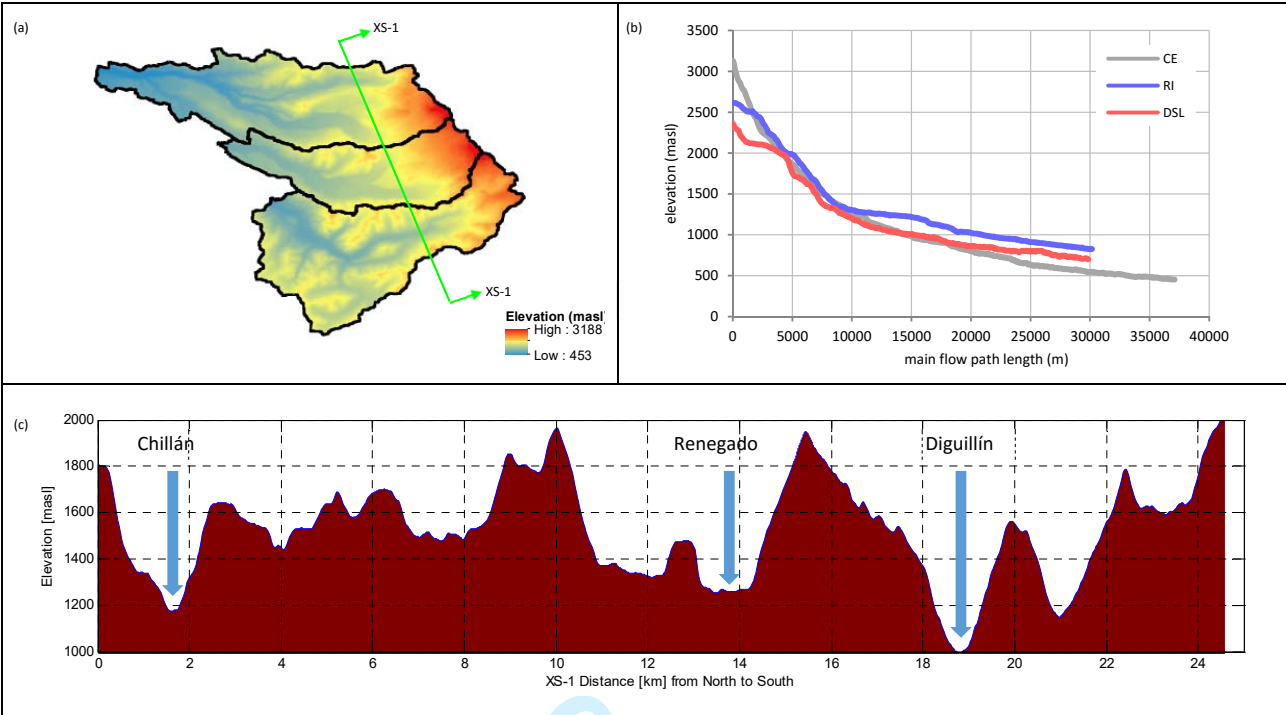 (a)
XS-1
XS-1
Elevation (masl)
High : 3188
Low : 453
(b)
3500
3000
2500
2000
1500
1000
500
0
elevation (masl)
CE
RI
DSL
0 5000 10000 15000 20000 25000 30000 35000 40000
main flow path length (m)
(c)
2000
1800
1600
1400
1200
1000
Elevation [masl]
Chillán Renegado Diguillín
0 2 4 6 8 10 12 14 16 18 20 22 24
XS-1 Distance [km] from North to South